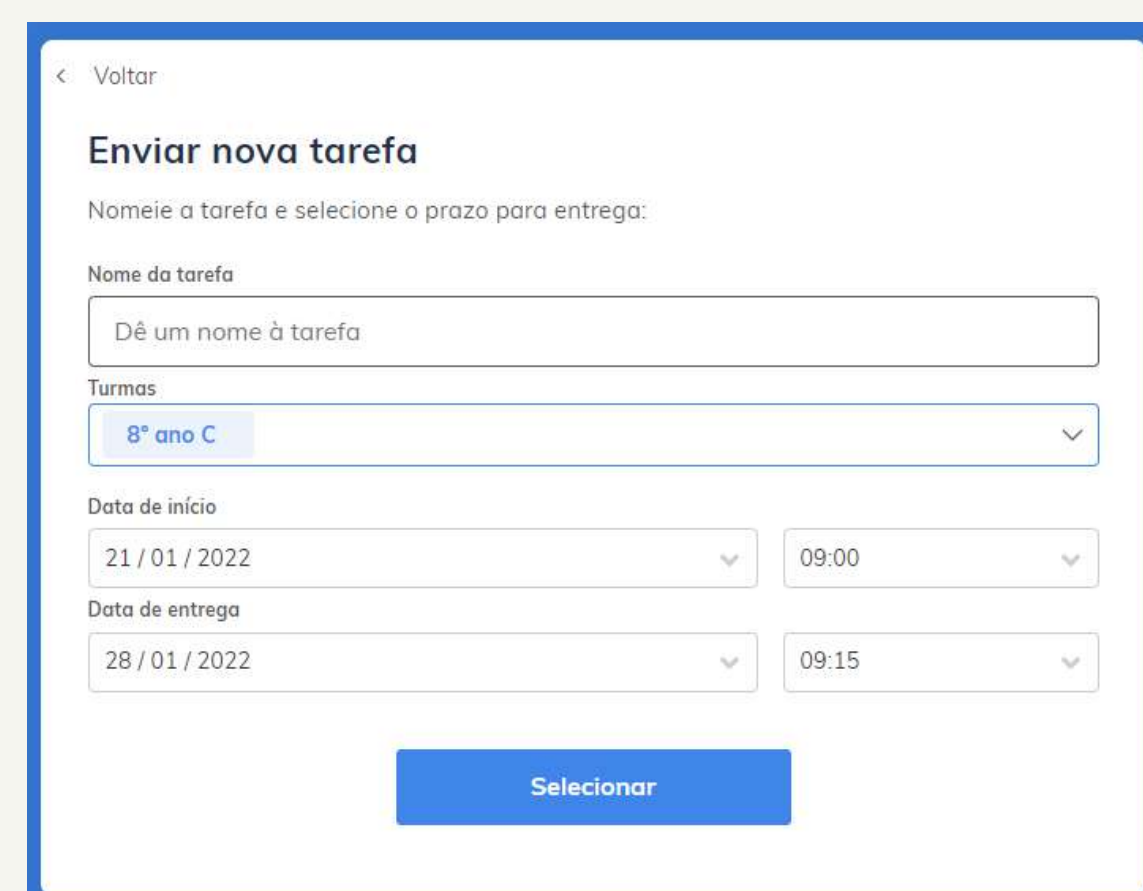 Voltar
Enviar nova tarefa
Nomeie a tarefa e selecione o prazo para entrega:
Nome da tarefa
Dê um nome à tarefa
Turmas
8° ano C
Data de início
21 / 01 / 2022 09:00
Data de entrega
28 / 01 / 2022 09:15
Selecionar